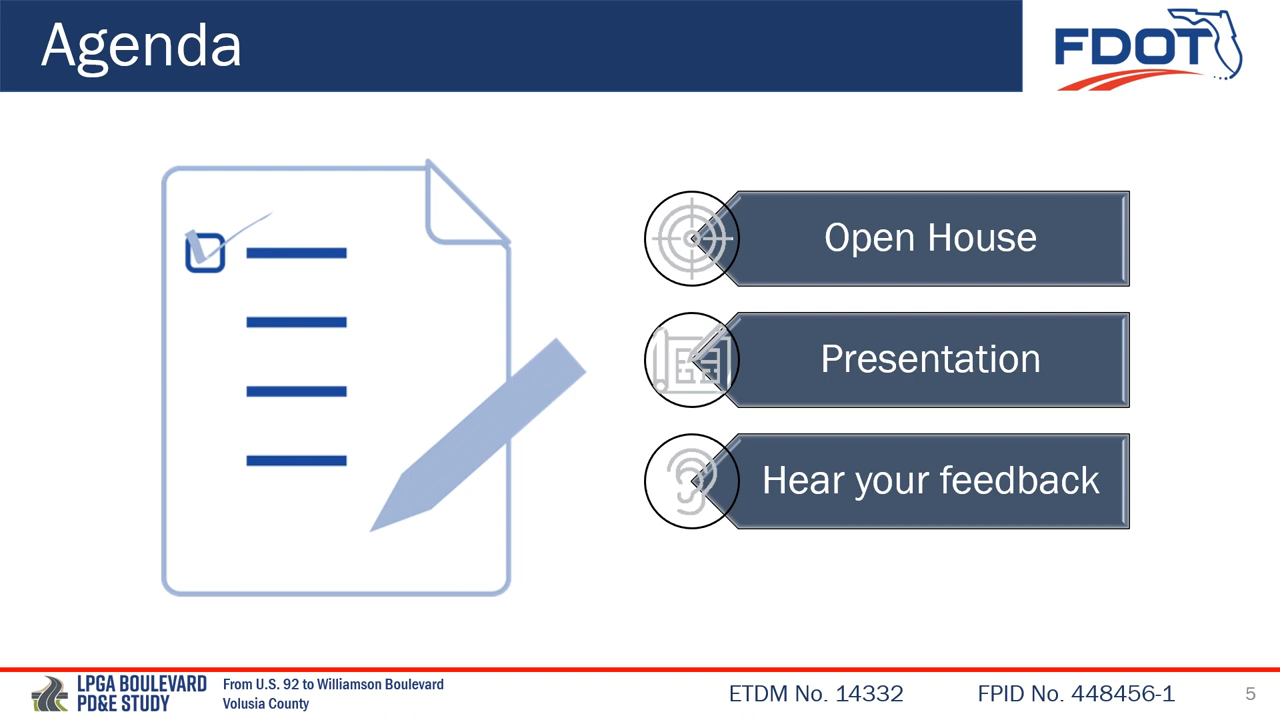 Agenda
FDOT
Open House
Presentation
Hear your feedback
LPGA BOULEVARD
PD&E STUDY
From U.S. 92 to Williamson Boulevard
Volusia County
ETDM No. 14332
FPID No. 448456-1
5